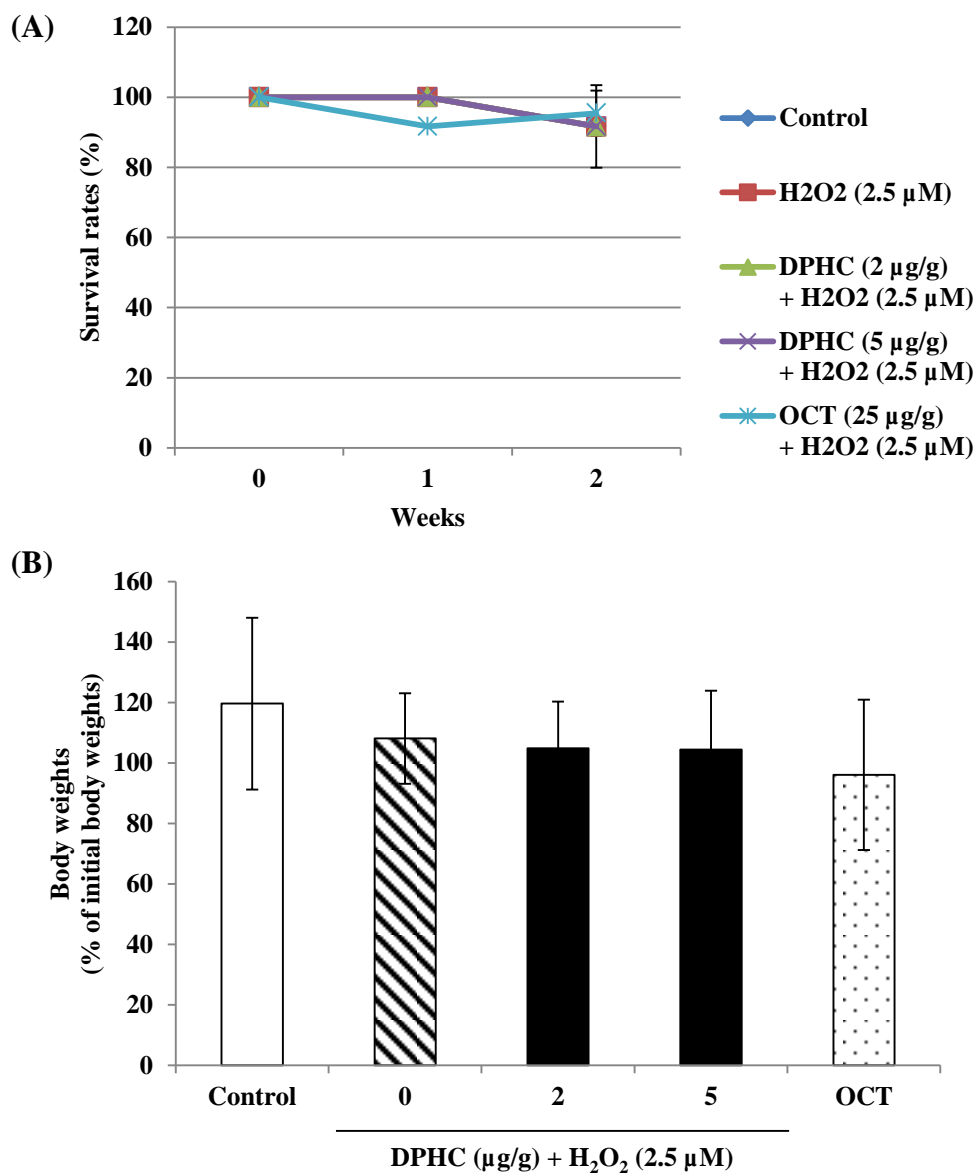 (A)
120
100
80
60
40
20
0
Survival rates (%)
0 1 2
Weeks
Control
H2O2 (2.5 µM)
DPHC (2 µg/g)
+ H2O2 (2.5 µM)
DPHC (5 µg/g)
+ H2O2 (2.5 µM)
OCT (25 µg/g)
+ H2O2 (2.5 µM)
(B)
160
140
120
100
80
60
40
20
0
Body weights
(% of initial body weights)
Control 0 2 5 OCT
DPHC (µg/g) + H₂O₂ (2.5 µM)